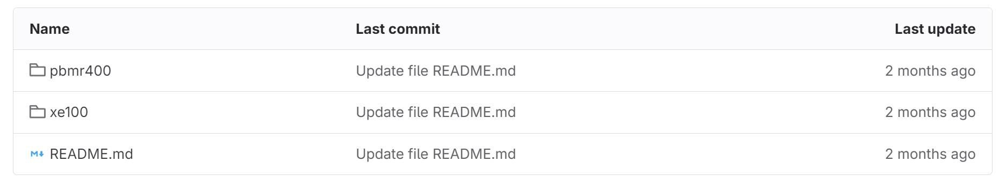 Name Last commit Last update
pbmr400 Update file README.md 2 months ago
xe100 Update file README.md 2 months ago
README.md Update file README.md 2 months ago